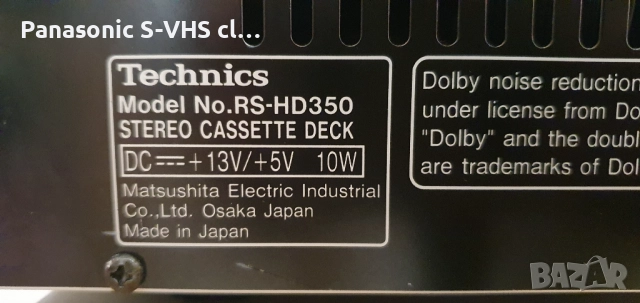 Panasonic S-VHS cl...
Technics
Model No.RS-HD350
STEREO CASSETTE DECK
DC⎓+13V/+5V 10W
Matsushita Electric Industrial
Co.,Ltd. Osaka Japan
Made in Japan
Dolby noise reduction
under license from Do
"Dolby" and the doubl
are trademarks of Dol
BAZAR
bazar.bg